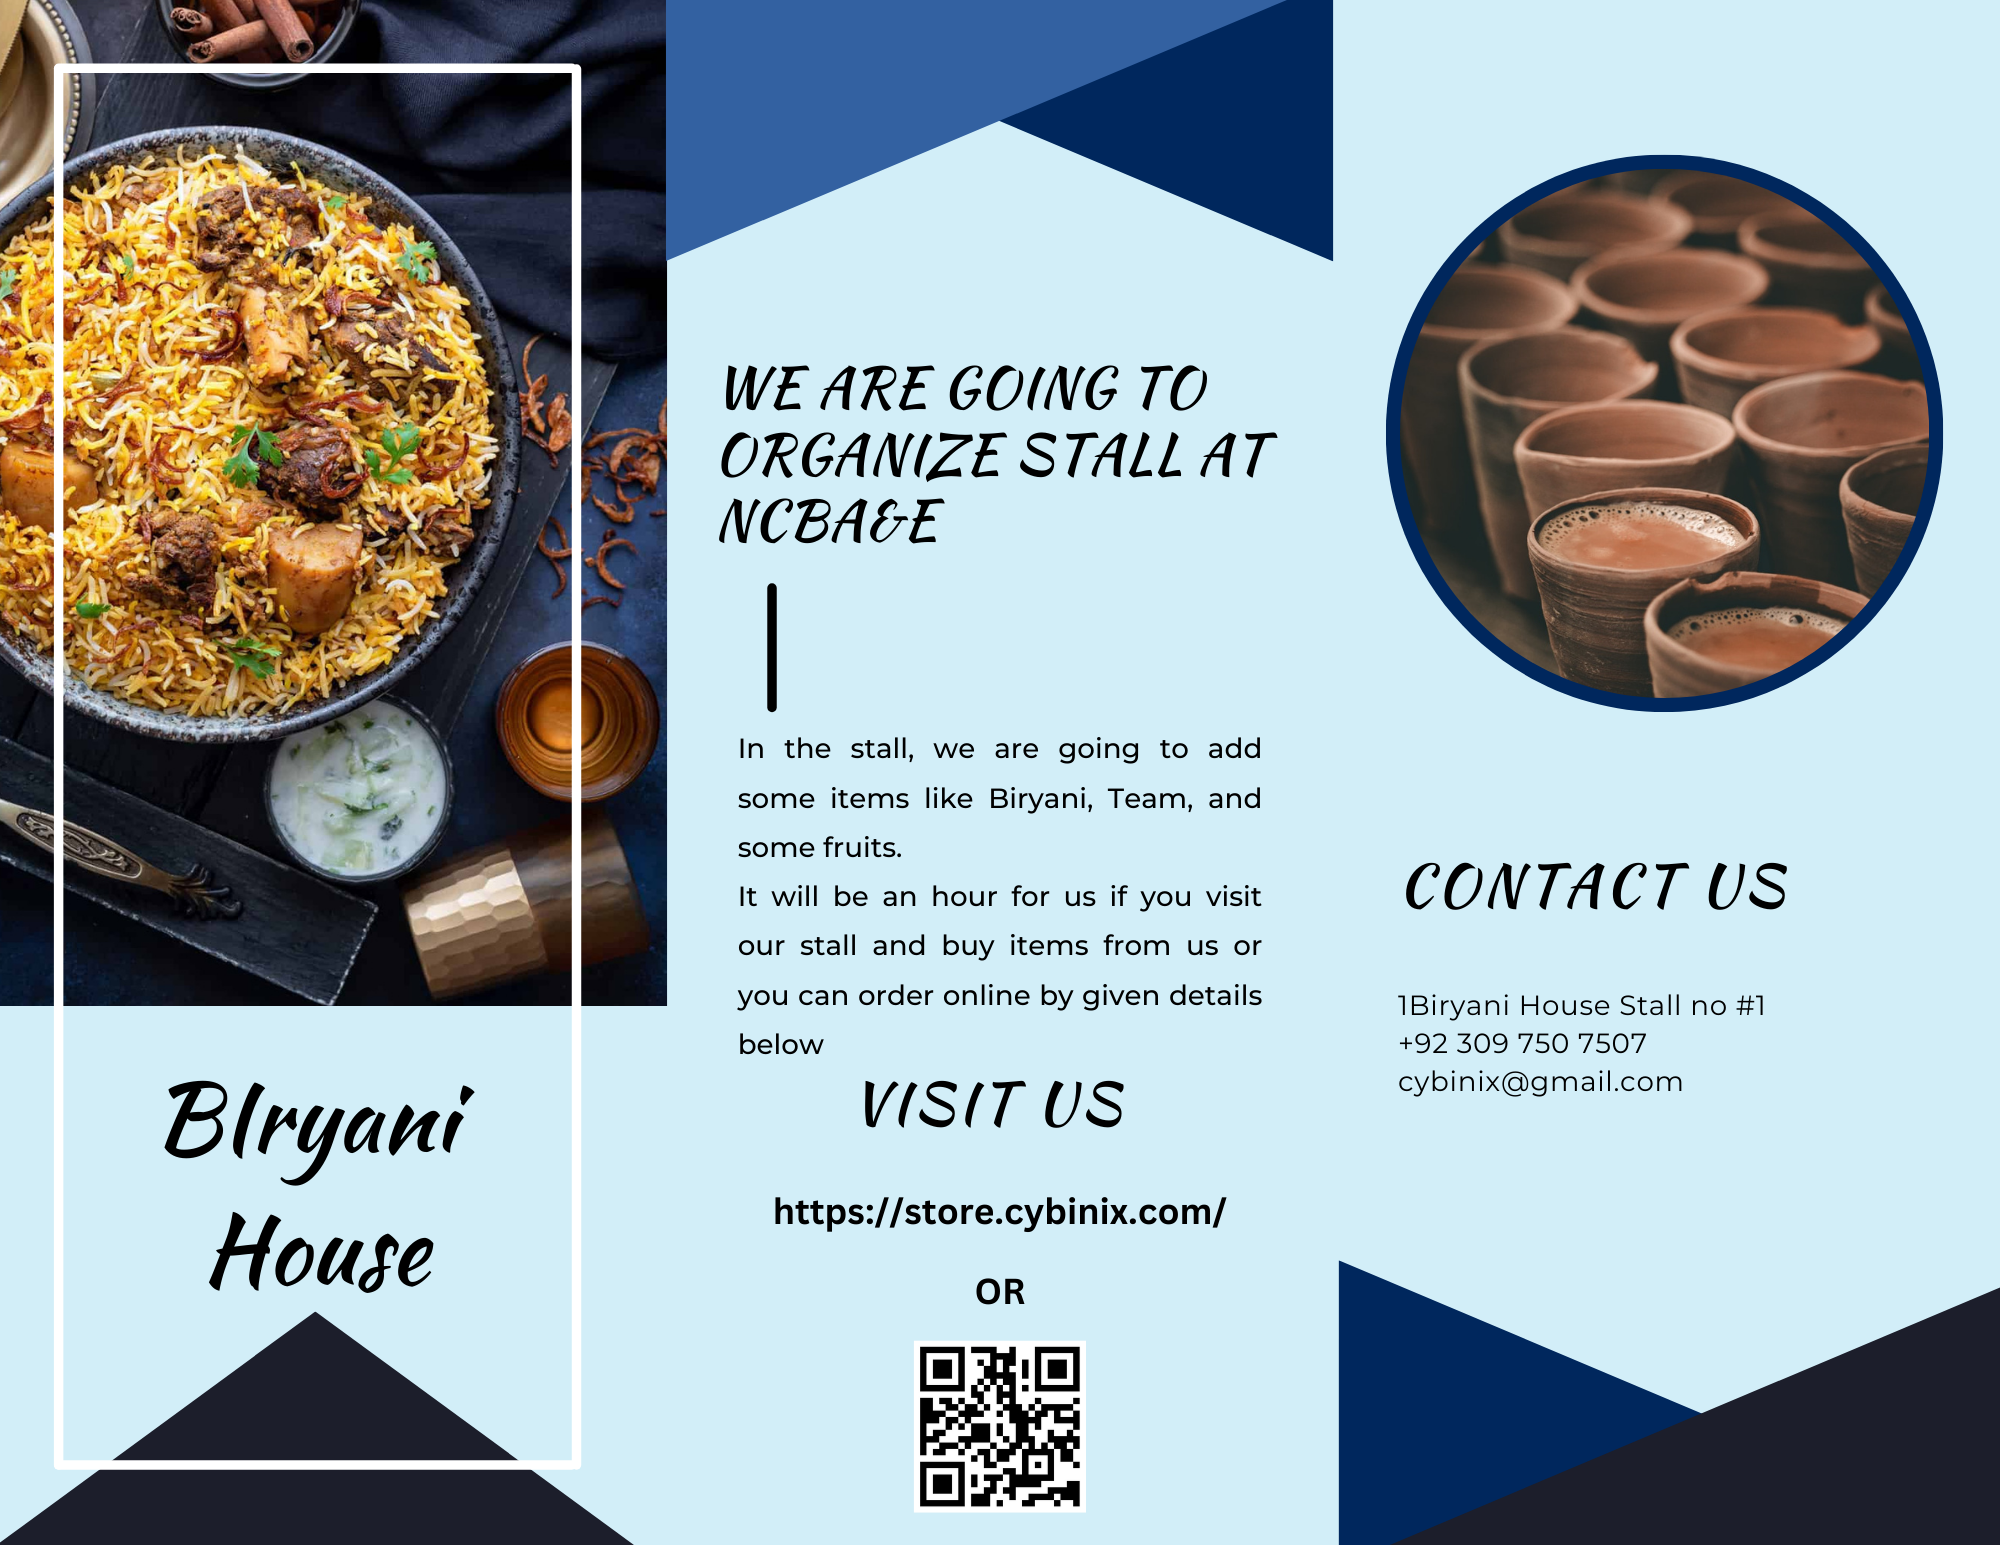 BIryani
House
WE ARE GOING TO
ORGANIZE STALL AT
NCBA&E
In the stall, we are going to add
some items like Biryani, Team, and
some fruits.
It will be an hour for us if you visit
our stall and buy items from us or
you can order online by given details
below
VISIT US
https://store.cybinix.com/
OR
CONTACT US
1Biryani House Stall no #1
+92 309 750 7507
cybinix@gmail.com